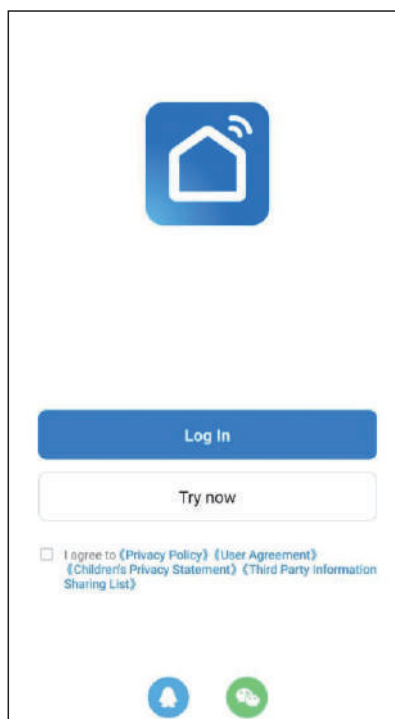 Log In
Try now
I agree to《Privacy Policy》《User Agreement》
《Children's Privacy Statement》《Third Party Information
Sharing List》